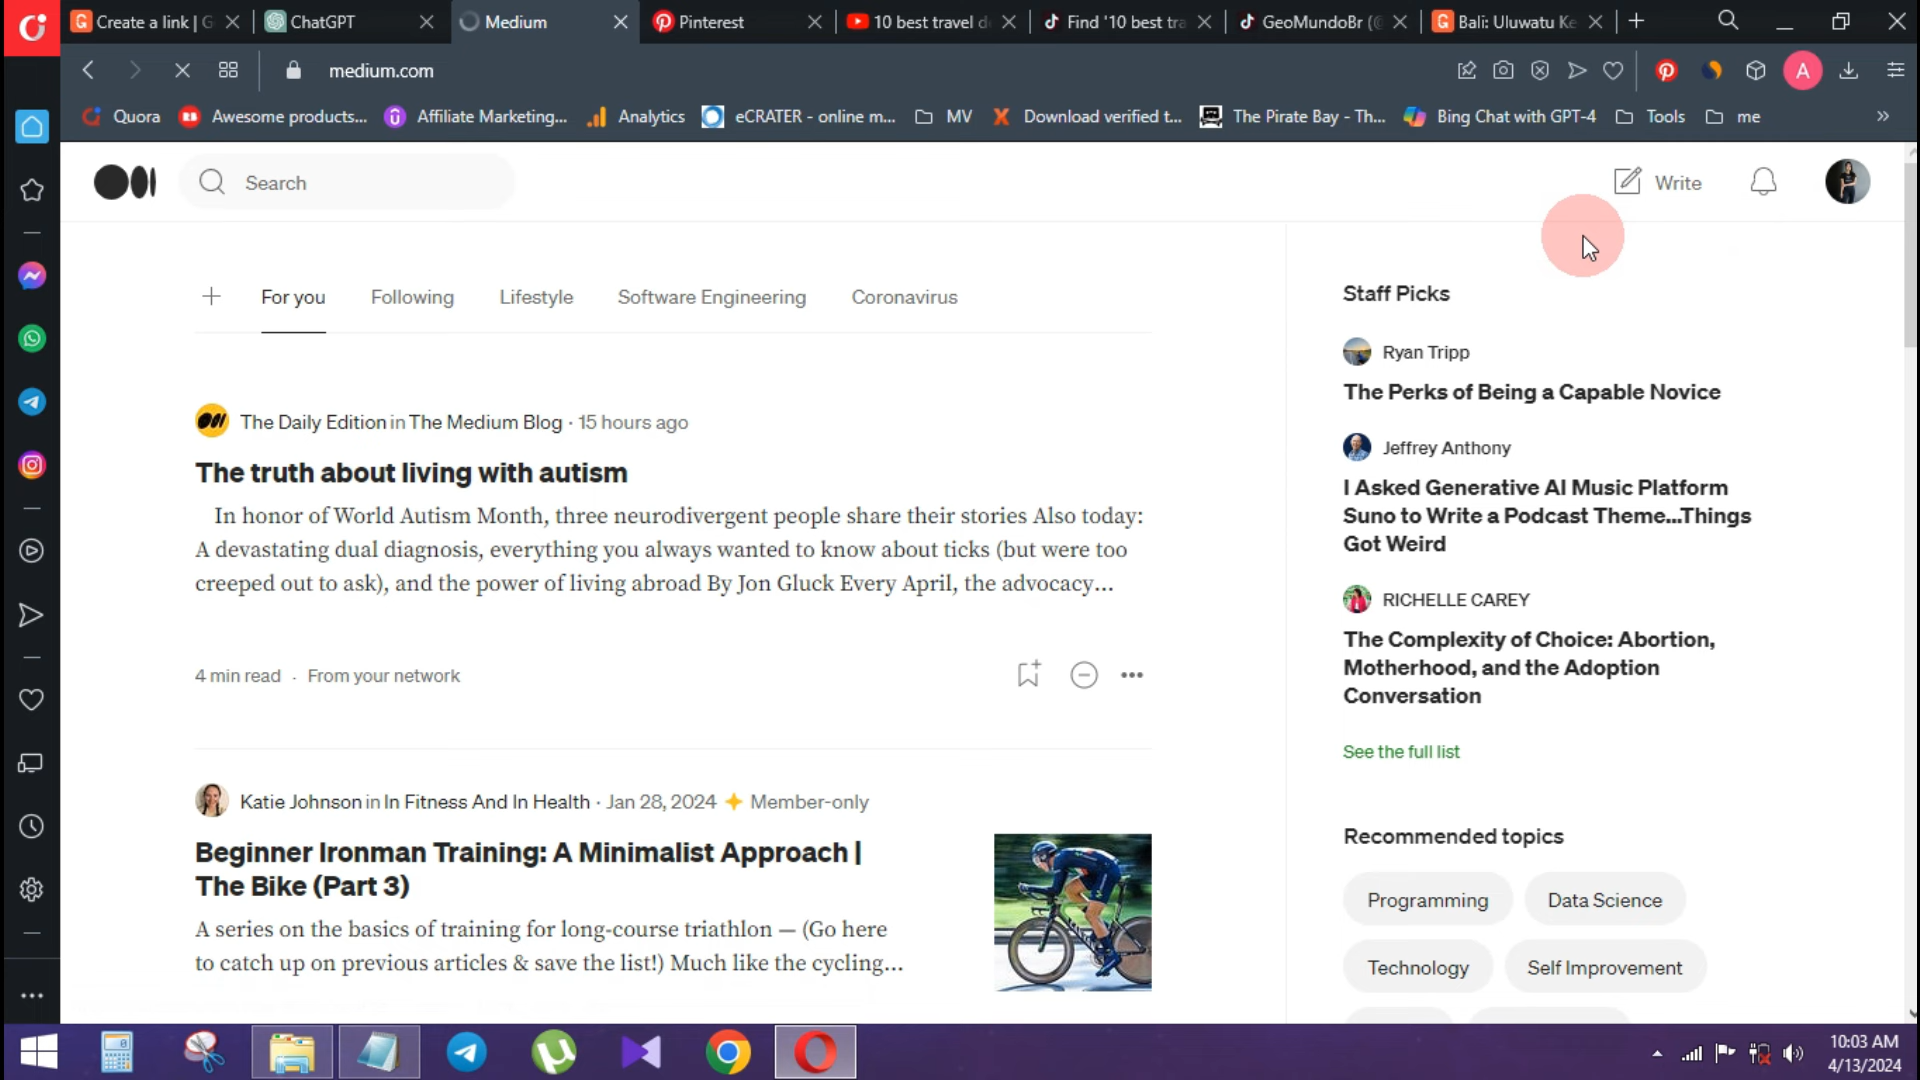 Create a link | G
ChatGPT
Medium
Pinterest
10 best travel d
Find '10 best tra
GeoMundoBr (@
Bali: Uluwatu Ke
medium.com
A
Quora
Awesome products...
Affiliate Marketing...
Analytics
eCRATER - online m...
MV
Download verified t...
The Pirate Bay - Th...
Bing Chat with GPT-4
Tools
me
Search
Write
For you
Following
Lifestyle
Software Engineering
Coronavirus
The Daily Edition in The Medium Blog · 15 hours ago
The truth about living with autism
In honor of World Autism Month, three neurodivergent people share their stories Also today:
A devastating dual diagnosis, everything you always wanted to know about ticks (but were too
creeped out to ask), and the power of living abroad By Jon Gluck Every April, the advocacy...
4 min read · From your network
Katie Johnson in In Fitness And In Health · Jan 28, 2024 Member-only
Beginner Ironman Training: A Minimalist Approach |
The Bike (Part 3)
A series on the basics of training for long-course triathlon — (Go here
to catch up on previous articles & save the list!) Much like the cycling...
Staff Picks
Ryan Tripp
The Perks of Being a Capable Novice
Jeffrey Anthony
I Asked Generative AI Music Platform
Suno to Write a Podcast Theme...Things
Got Weird
RICHELLE CAREY
The Complexity of Choice: Abortion,
Motherhood, and the Adoption
Conversation
See the full list
Recommended topics
Programming
Data Science
Technology
Self Improvement
10:03 AM
4/13/2024